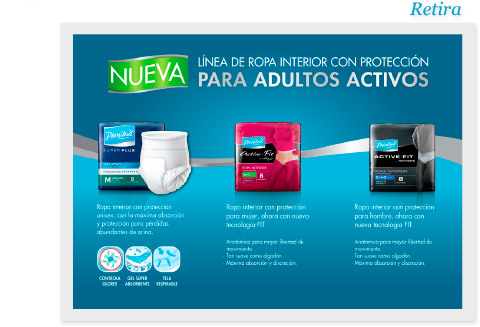 Retira
NUEVA
LÍNEA DE ROPA INTERIOR CON PROTECCIÓN
PARA ADULTOS ACTIVOS
Plenitud
SUPER PLUS
M
8
Plenitud
Active-Fit
ROPA INTERIOR
8
Plenitud
ACTIVE-FIT
ROPA INTERIOR
Ropa interior con protección
unisex, con la máxima absorción
y protección para pérdidas
abundantes de orina.
Ropa interior con protección
para mujer, ahora con nueva
tecnología FIT.
Anatómica para mayor libertad de
movimiento.
Tan suave como algodón.
Máxima absorción y discreción.
Ropa interior con protección
para hombre, ahora con
nueva tecnología FIT.
Anatómica para mayor libertad de
movimiento.
Tan suave como algodón.
Máxima absorción y discreción.
CONTROLA
OLORES
GEL SUPER
ABSORBENTE
TELA
RESPIRABLE